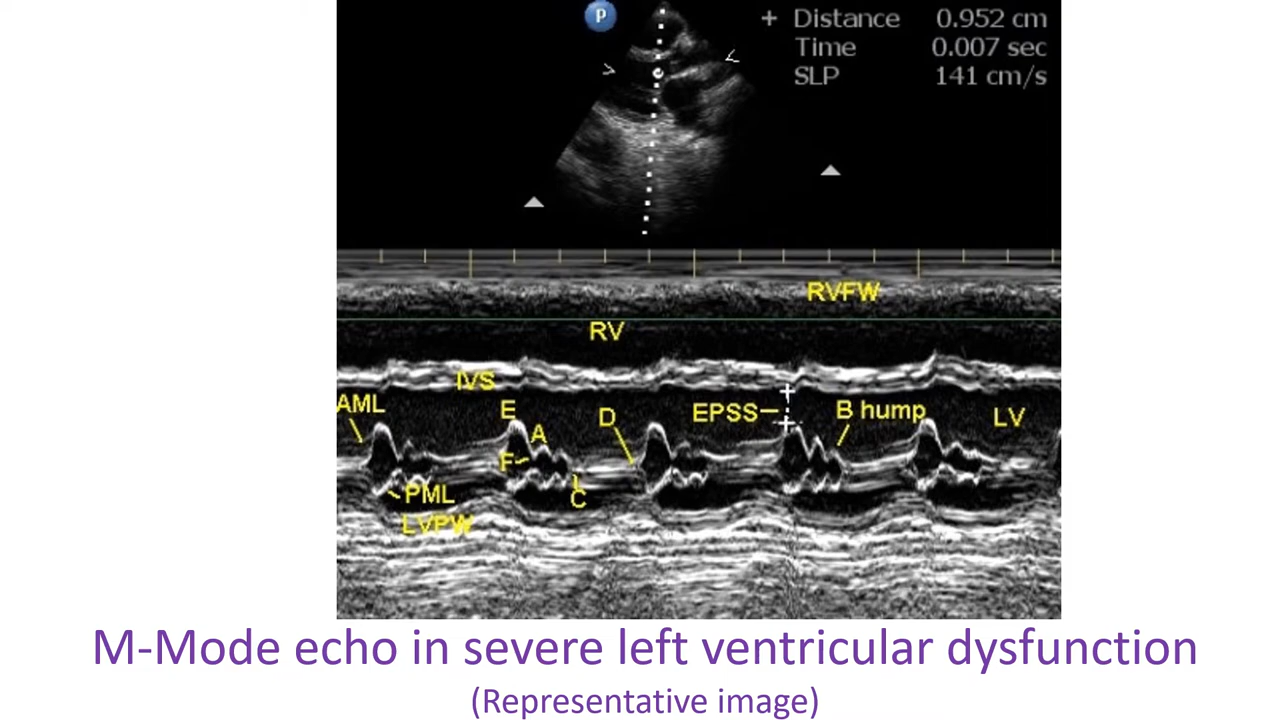 P
+ Distance 0.952 cm
Time 0.007 sec
SLP 141 cm/s
RVFW
RV
IVS
AML
E
D
EPSS
B hump
LV
A
F
C
PML
LVPW
M-Mode echo in severe left ventricular dysfunction
(Representative image)